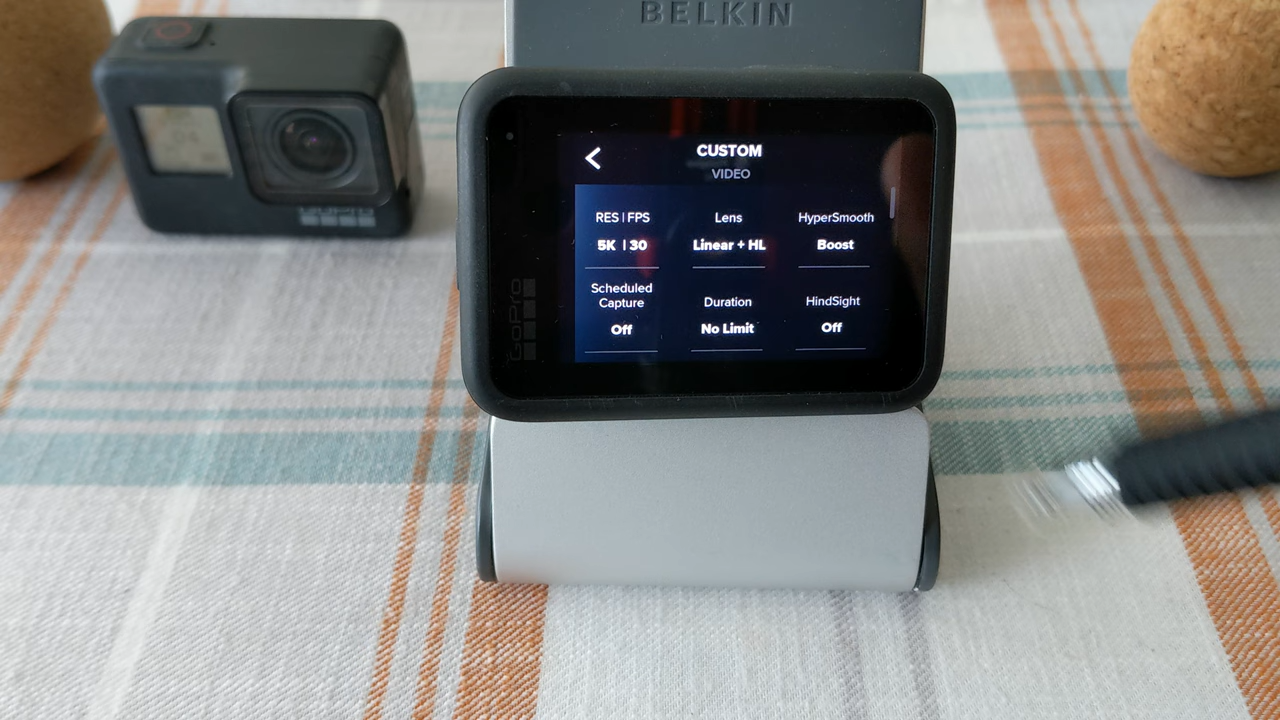 BELKIN
CUSTOM
VIDEO
RES | FPS
5K | 30
Lens
Linear + HL
HyperSmooth
Boost
Scheduled
Capture
Off
Duration
No Limit
HindSight
Off
GoPro